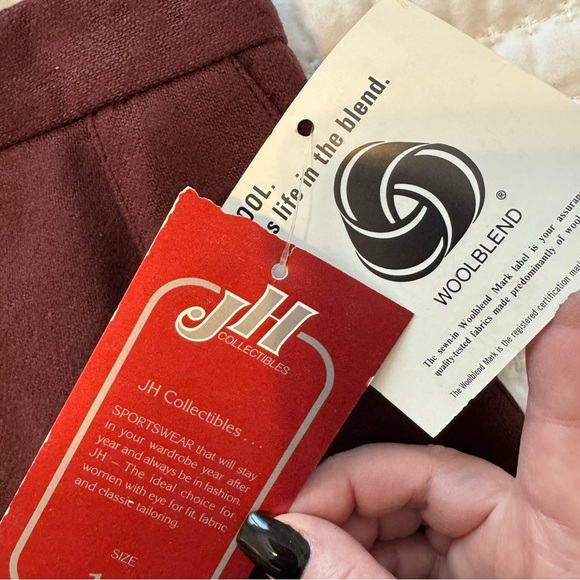 JH
COLLECTIBLES
JH Collectibles . . .
SPORTSWEAR that will stay
in your wardrobe year after
year and always be in fashion.
JH — The ideal choice for
women with eye for fit, fabric
and classic tailoring.
SIZE
life in the blend.
WOOLBLEND ®
The sewn-in Woolblend Mark label is your assuran
quality-tested fabrics made predominantly of wool
The Woolblend Mark is the registered certification mark